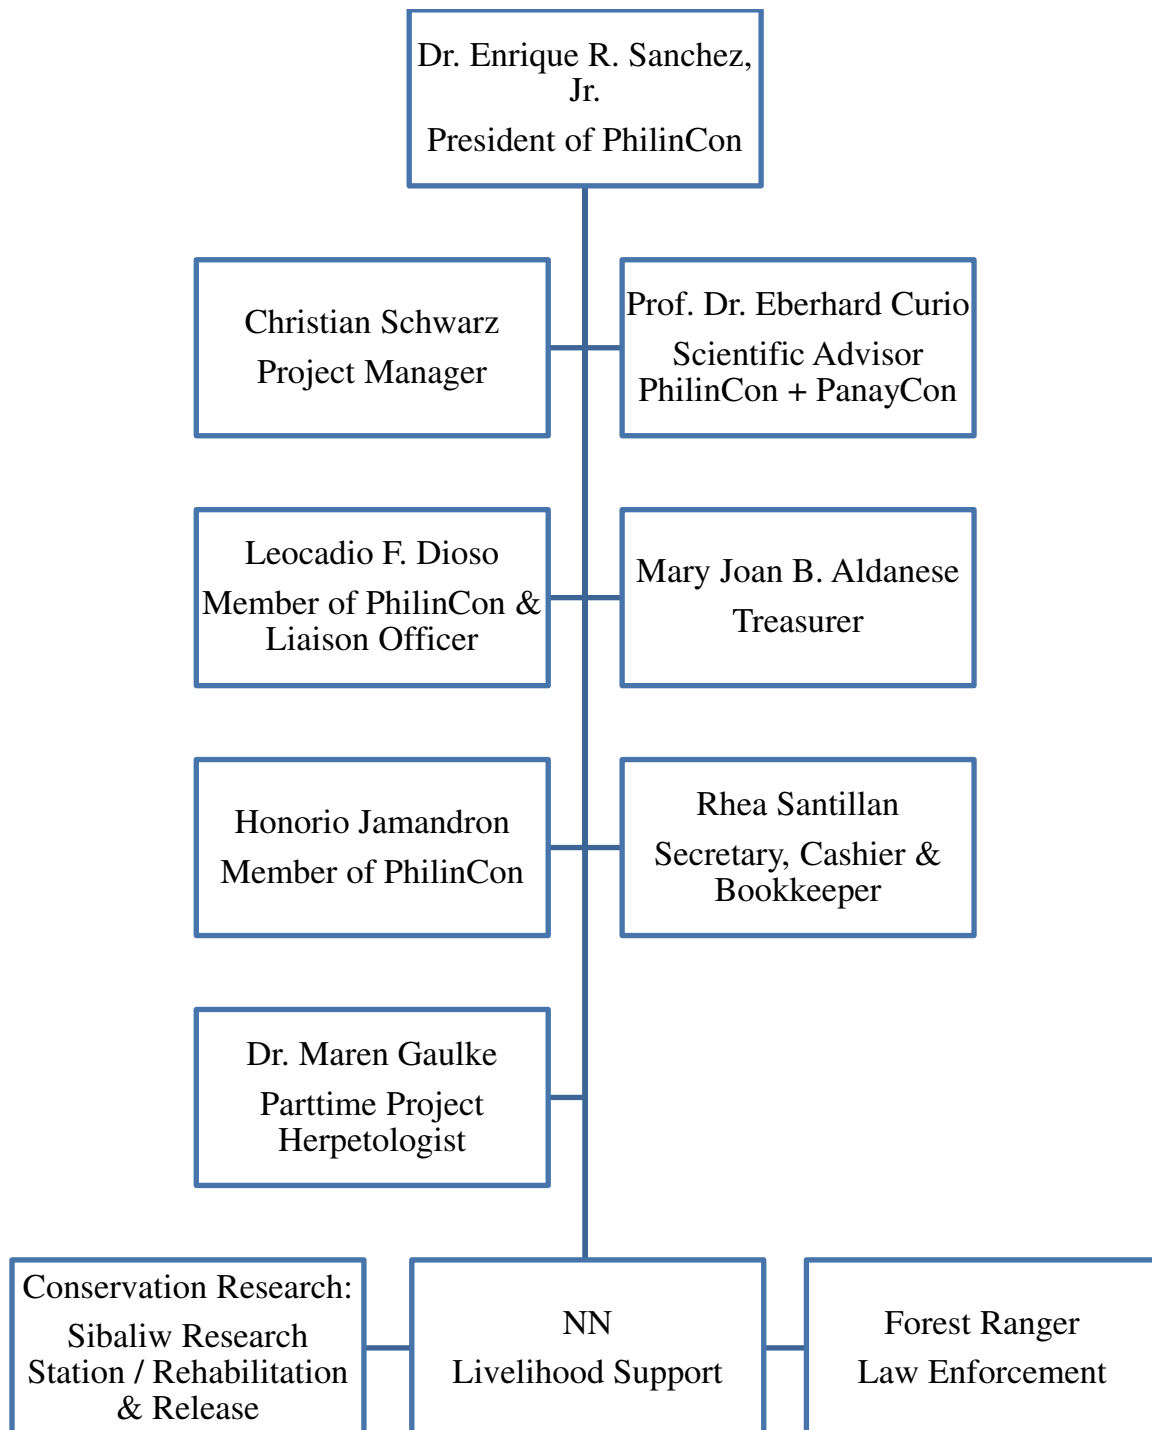 Dr. Enrique R. Sanchez,
Jr.
President of PhilinCon
Christian Schwarz
Project Manager
Prof. Dr. Eberhard Curio
Scientific Advisor
PhilinCon + PanayCon
Leocadio F. Dioso
Member of PhilinCon &
Liaison Officer
Mary Joan B. Aldanese
Treasurer
Honorio Jamandron
Member of PhilinCon
Rhea Santillan
Secretary, Cashier &
Bookkeeper
Dr. Maren Gaulke
Parttime Project
Herpetologist
Conservation Research:
Sibaliw Research
Station / Rehabilitation
& Release
NN
Livelihood Support
Forest Ranger
Law Enforcement